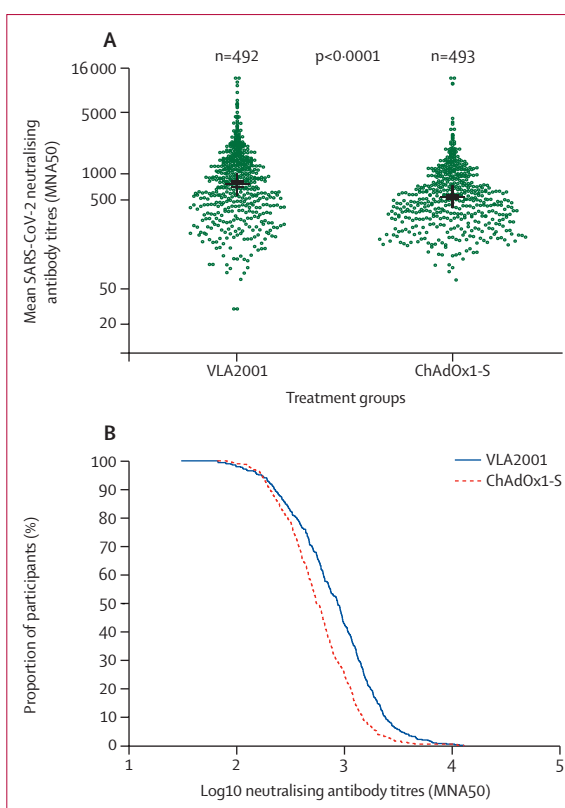 A
n=492 p<0·0001 n=493
16 000
5000
1000
500
50
20
Mean SARS-CoV-2 neutralising
antibody titres (MNA50)
VLA2001 ChAdOx1-S
Treatment groups
B
VLA2001
ChAdOx1-S
100
90
80
70
60
50
40
30
20
10
0
Proportion of participants (%)
1 2 3 4 5
Log10 neutralising antibody titres (MNA50)